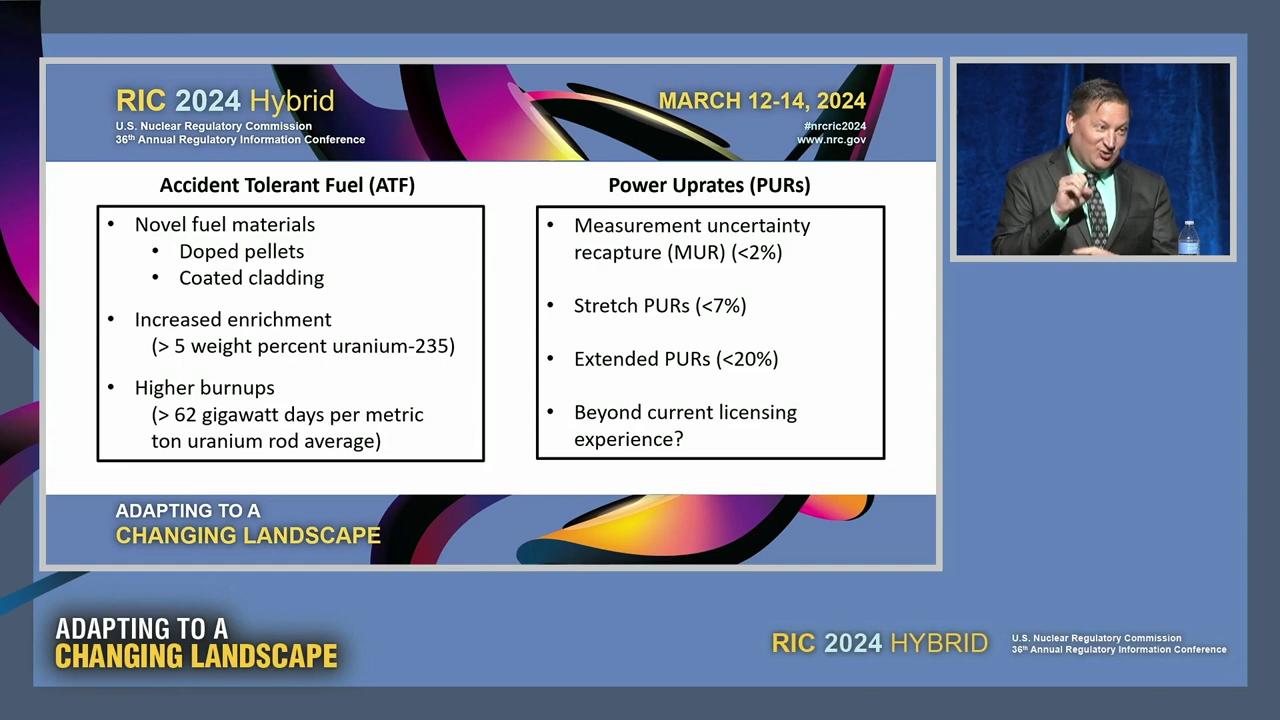 RIC 2024 Hybrid
U.S. Nuclear Regulatory Commission
36th Annual Regulatory Information Conference
MARCH 12-14, 2024
#nrcric2024
www.nrc.gov
Accident Tolerant Fuel (ATF)
• Novel fuel materials
• Doped pellets
• Coated cladding
• Increased enrichment
(> 5 weight percent uranium-235)
• Higher burnups
(> 62 gigawatt days per metric
ton uranium rod average)
Power Uprates (PURs)
• Measurement uncertainty
recapture (MUR) (<2%)
• Stretch PURs (<7%)
• Extended PURs (<20%)
• Beyond current licensing
experience?
ADAPTING TO A
CHANGING LANDSCAPE
ADAPTING TO A
CHANGING LANDSCAPE
RIC 2024 HYBRID
U.S. Nuclear Regulatory Commission
36th Annual Regulatory Information Conference